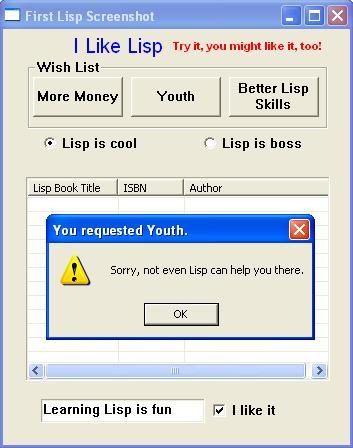 First Lisp Screenshot
I Like Lisp Try it, you might like it, too!
Wish List
More Money Youth Better Lisp Skills
Lisp is cool Lisp is boss
Lisp Book Title ISBN Author
You requested Youth.
Sorry, not even Lisp can help you there.
OK
Learning Lisp is fun I like it